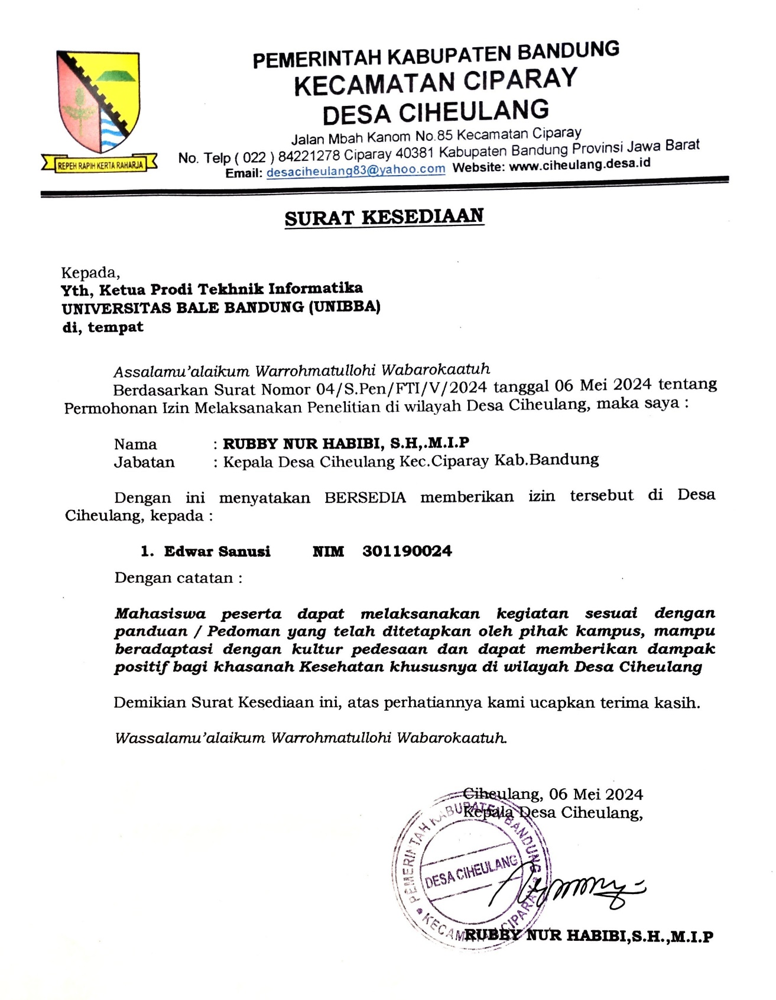 PEMERINTAH KABUPATEN BANDUNG
KECAMATAN CIPARAY
DESA CIHEULANG
Jalan Mbah Kanom No.85 Kecamatan Ciparay
No. Telp ( 022 ) 84221278 Ciparay 40381 Kabupaten Bandung Provinsi Jawa Barat
Email: desaciheulang83@yahoo.com Website: www.ciheulang.desa.id
REPEH RAPIH KERTA RAHARJA
SURAT KESEDIAAN
Kepada,
Yth, Ketua Prodi Tekhnik Informatika
UNIVERSITAS BALE BANDUNG (UNIBBA)
di, tempat
Assalamu'alaikum Warrohmatullohi Wabarokaatuh
Berdasarkan Surat Nomor 04/S.Pen/FTI/V/2024 tanggal 06 Mei 2024 tentang
Permohonan Izin Melaksanakan Penelitian di wilayah Desa Ciheulang, maka saya :
Nama : RUBBY NUR HABIBI, S.H,.M.I.P
Jabatan : Kepala Desa Ciheulang Kec.Ciparay Kab.Bandung
Dengan ini menyatakan BERSEDIA memberikan izin tersebut di Desa
Ciheulang, kepada :
1. Edwar Sanusi NIM 301190024
Dengan catatan :
Mahasiswa peserta dapat melaksanakan kegiatan sesuai dengan
panduan / Pedoman yang telah ditetapkan oleh pihak kampus, mampu
beradaptasi dengan kultur pedesaan dan dapat memberikan dampak
positif bagi khasanah Kesehatan khususnya di wilayah Desa Ciheulang
Demikian Surat Kesediaan ini, atas perhatiannya kami ucapkan terima kasih.
Wassalamu'alaikum Warrohmatullohi Wabarokaatuh.
Ciheulang, 06 Mei 2024
Kepala Desa Ciheulang,
PEMERINTAH KABUPATEN BANDUNG
DESA CIHEULANG
KECAMATAN CIPARAY
RUBBY NUR HABIBI,S.H.,M.I.P